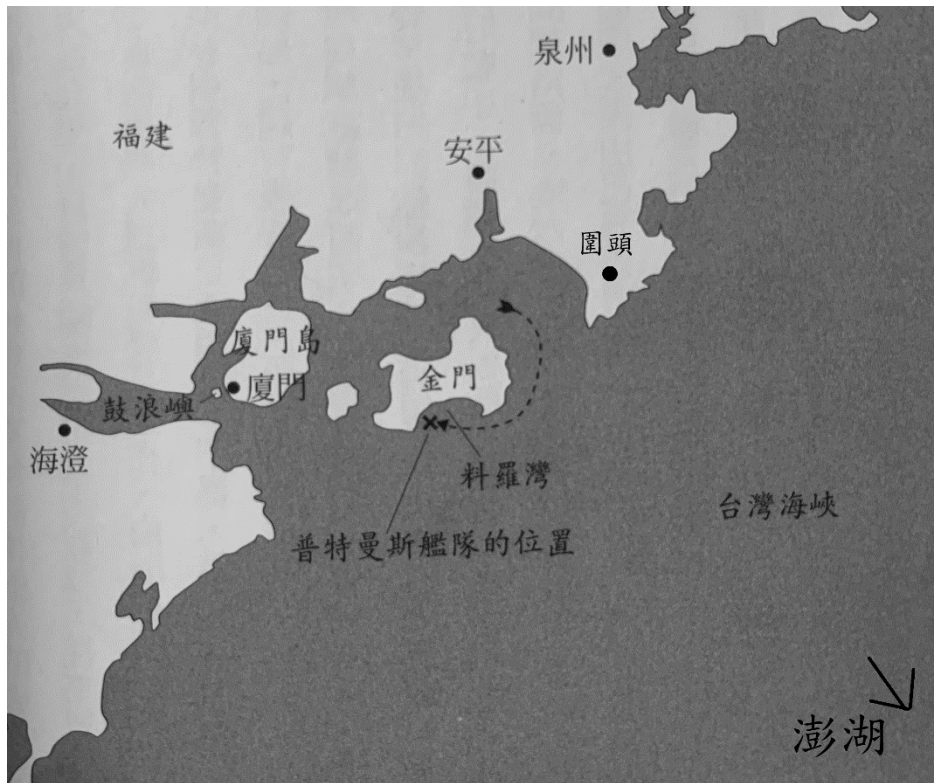 泉州
福建
安平
圍頭
廈門島
金門
廈門
鼓浪嶼
海澄
料羅灣
台灣海峽
普特曼斯艦隊的位置
澎湖